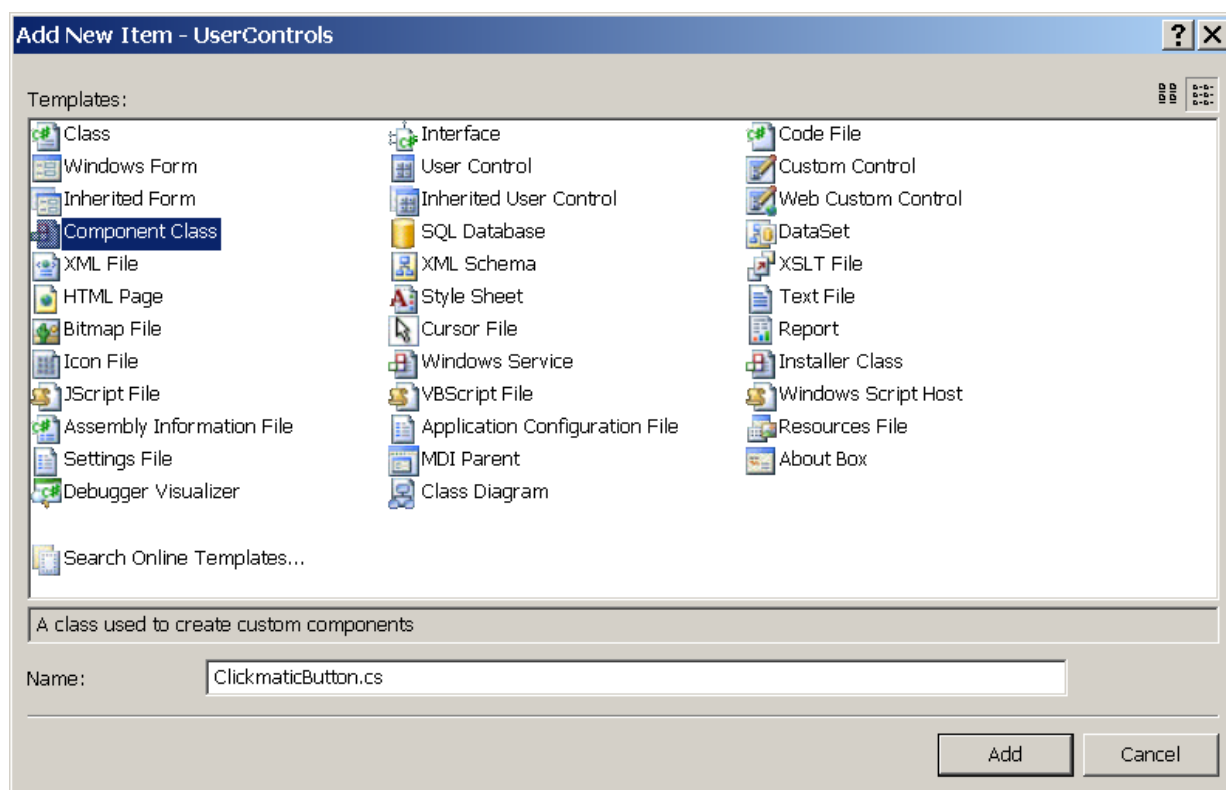 Add New Item - UserControls
Templates:
Class Interface Code File
Windows Form User Control Custom Control
Inherited Form Inherited User Control Web Custom Control
Component Class SQL Database DataSet
XML File XML Schema XSLT File
HTML Page Style Sheet Text File
Bitmap File Cursor File Report
Icon File Windows Service Installer Class
JScript File VBScript File Windows Script Host
Assembly Information File Application Configuration File Resources File
Settings File MDI Parent About Box
Debugger Visualizer Class Diagram
Search Online Templates...
A class used to create custom components
Name: ClickmaticButton.cs
Add Cancel